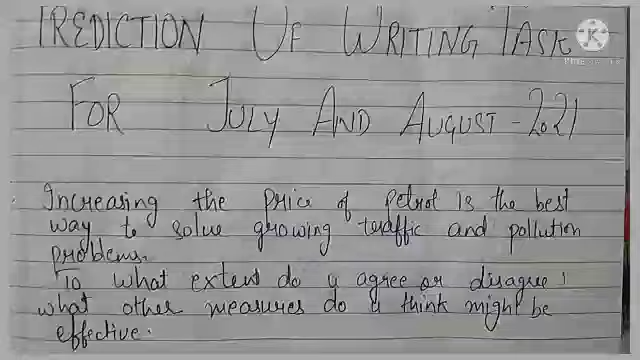 PREDICTION OF WRITING TASK
FOR JULY AND AUGUST - 2021
Increasing the price of petrol is the best
way to solve growing traffic and pollution
problems.
To what extent do u agree or disagree!
what other measures do u think might be
effective.